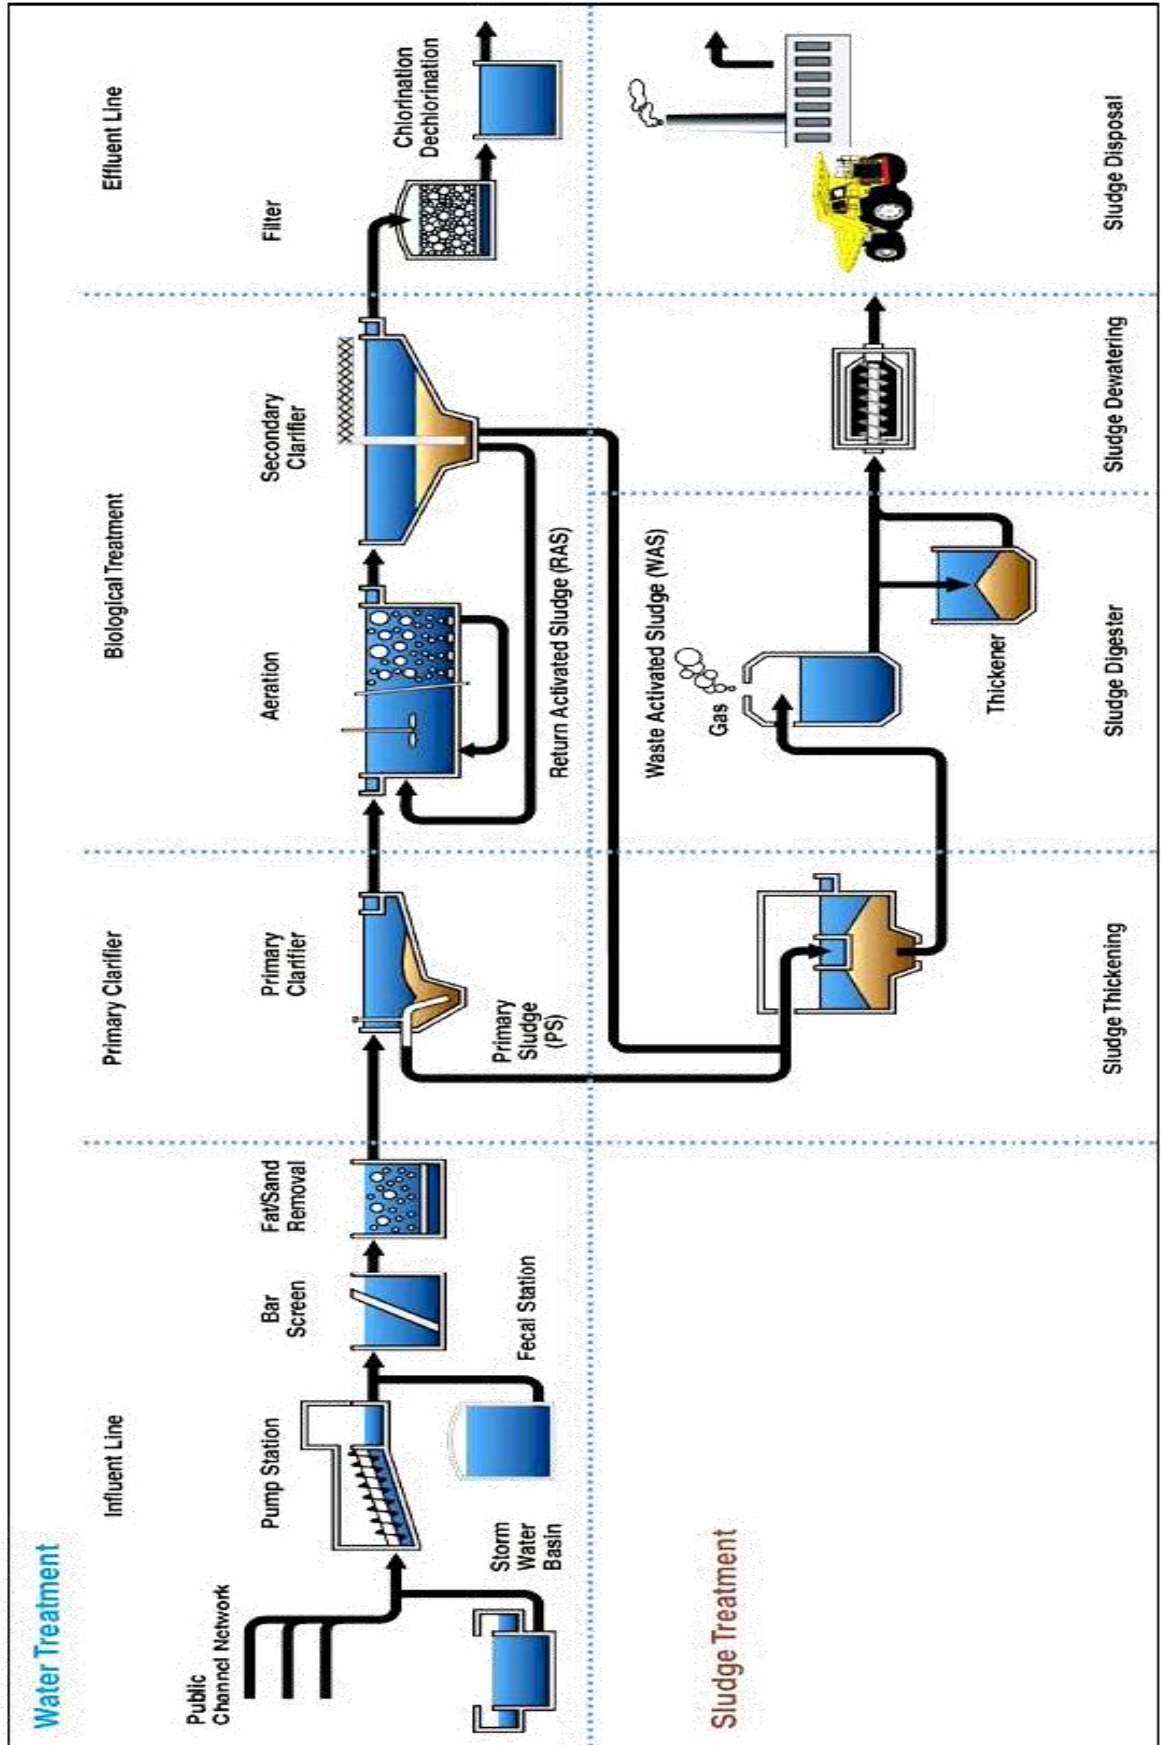 Water Treatment
Influent Line
Primary Clarifier
Biological Treatment
Effluent Line
Public
Channel Network
Pump Station
Bar
Screen
Fat/Sand
Removal
Primary
Clarifier
Aeration
Secondary
Clarifier
Filter
Chlorination
Dechlorination
Storm
Water
Basin
Fecal Station
Primary
Sludge
(PS)
Return Activated Sludge (RAS)
Sludge Treatment
Waste Activated Sludge (WAS)
Gas
Thickener
Sludge Thickening
Sludge Digester
Sludge Dewatering
Sludge Disposal